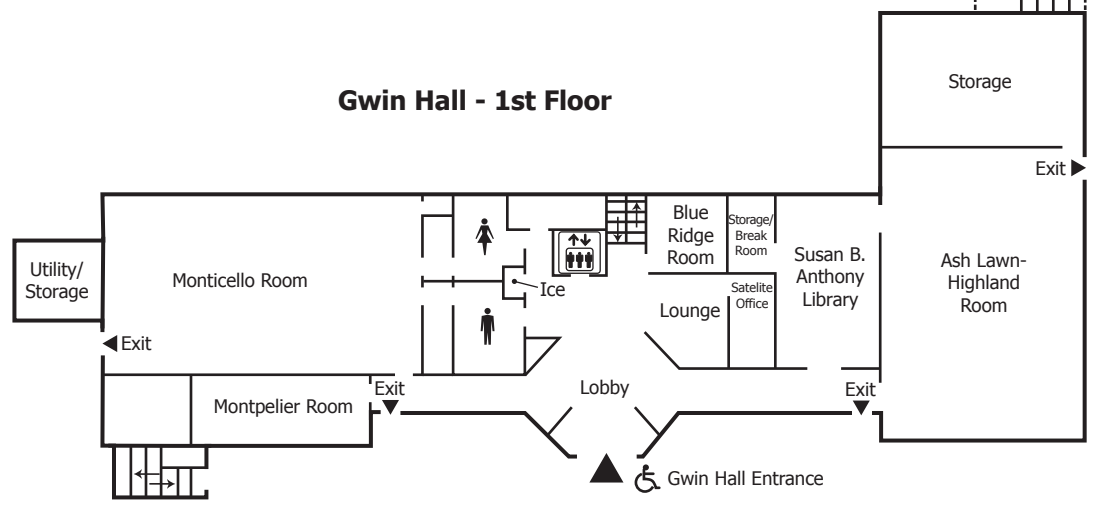 Gwin Hall - 1st Floor
Storage
Exit
Blue
Ridge
Room
Storage/
Break
Room
Susan B.
Anthony
Library
Ash Lawn-
Highland
Room
Utility/
Storage
Monticello Room
Ice
Satelite
Office
Lounge
Exit
Exit
Lobby
Exit
Montpelier Room
Gwin Hall Entrance